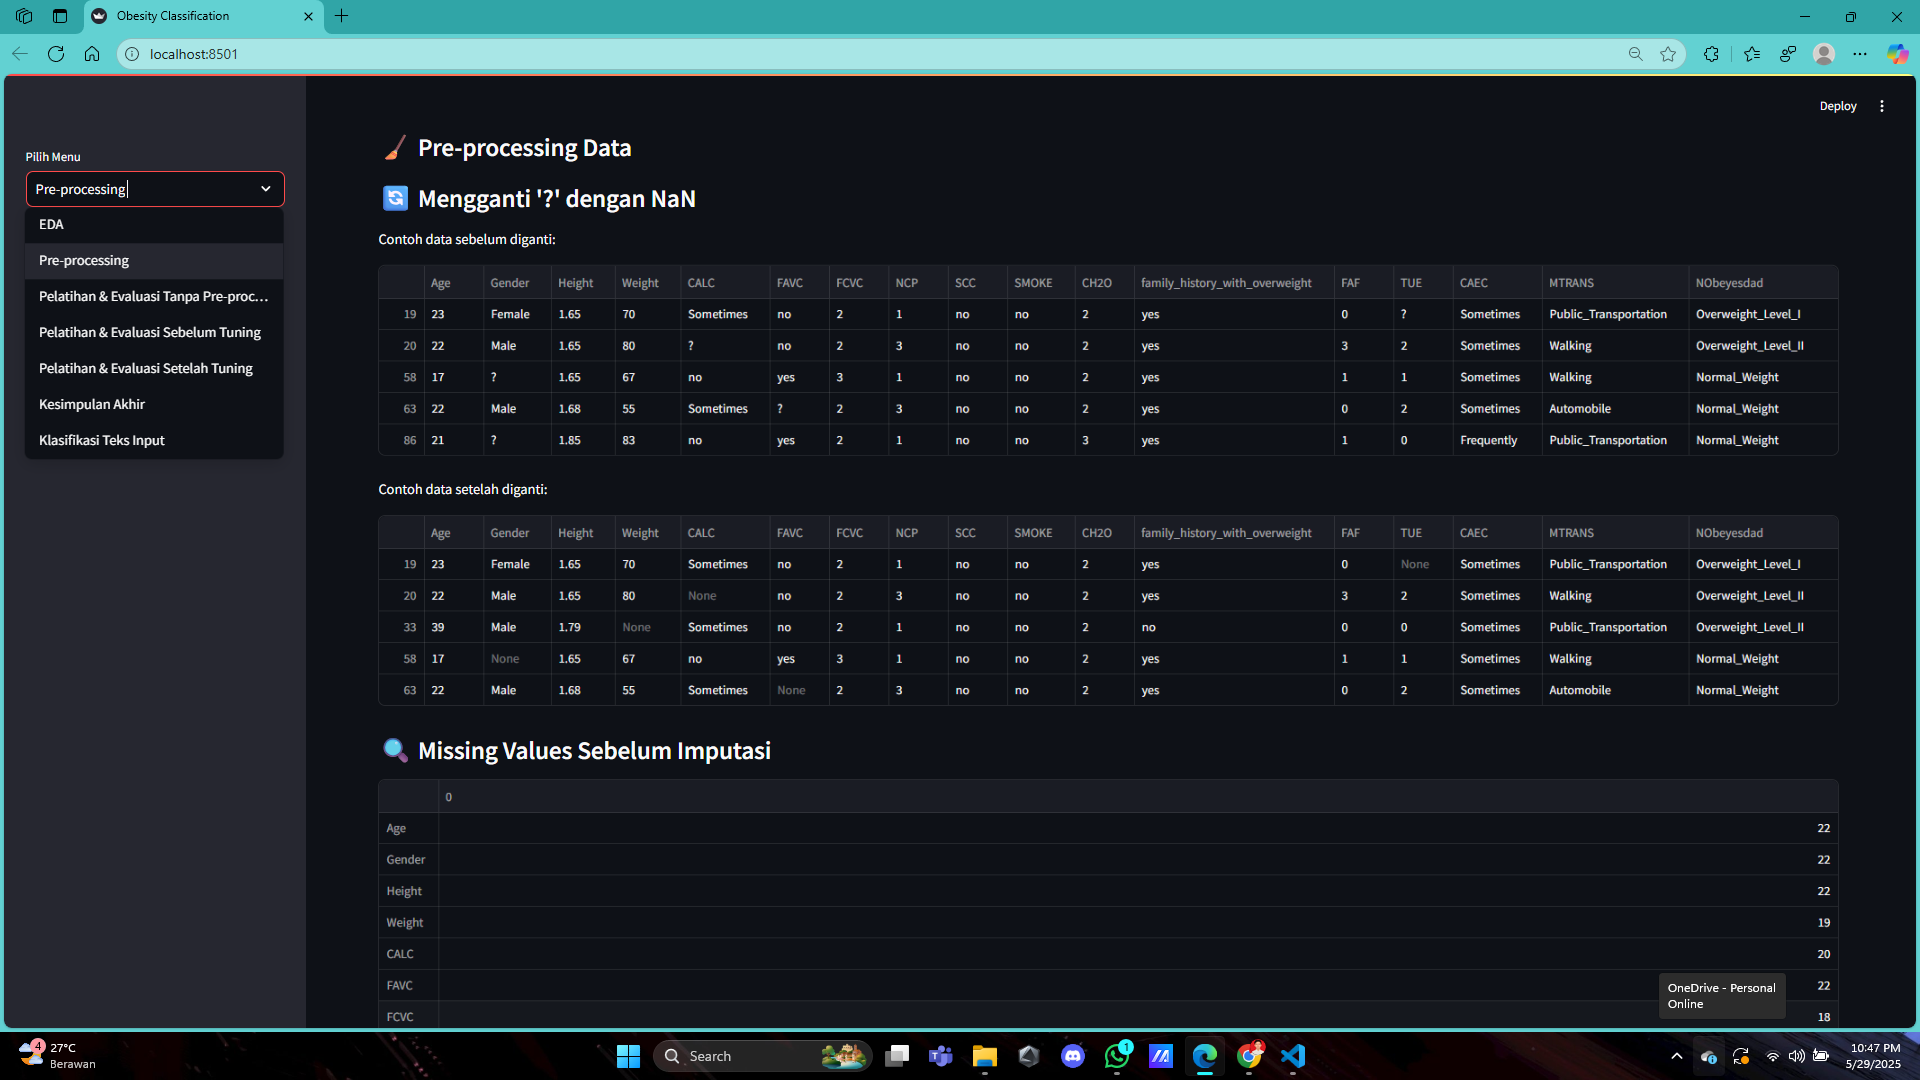 Obesity Classification
localhost:8501
Deploy
Pilih Menu
Pre-processing
EDA
Pre-processing
Pelatihan & Evaluasi Tanpa Pre-proc...
Pelatihan & Evaluasi Sebelum Tuning
Pelatihan & Evaluasi Setelah Tuning
Kesimpulan Akhir
Klasifikasi Teks Input
Pre-processing Data
Mengganti '?' dengan NaN
Contoh data sebelum diganti:
Age Gender Height Weight CALC FAVC FCVC NCP SCC SMOKE CH2O family_history_with_overweight FAF TUE CAEC MTRANS NObeyesdad
19 23 Female 1.65 70 Sometimes no 2 1 no no 2 yes 0 ? Sometimes Public_Transportation Overweight_Level_I
20 22 Male 1.65 80 ? no 2 3 no no 2 yes 3 2 Sometimes Walking Overweight_Level_II
58 17 ? 1.65 67 no yes 3 1 no no 2 yes 1 1 Sometimes Walking Normal_Weight
63 22 Male 1.68 55 Sometimes ? 2 3 no no 2 yes 0 2 Sometimes Automobile Normal_Weight
86 21 ? 1.85 83 no yes 2 1 no no 3 yes 1 0 Frequently Public_Transportation Normal_Weight
Contoh data setelah diganti:
Age Gender Height Weight CALC FAVC FCVC NCP SCC SMOKE CH2O family_history_with_overweight FAF TUE CAEC MTRANS NObeyesdad
19 23 Female 1.65 70 Sometimes no 2 1 no no 2 yes 0 None Sometimes Public_Transportation Overweight_Level_I
20 22 Male 1.65 80 None no 2 3 no no 2 yes 3 2 Sometimes Walking Overweight_Level_II
33 39 Male 1.79 None Sometimes no 2 1 no no 2 no 0 0 Sometimes Public_Transportation Overweight_Level_II
58 17 None 1.65 67 no yes 3 1 no no 2 yes 1 1 Sometimes Walking Normal_Weight
63 22 Male 1.68 55 Sometimes None 2 3 no no 2 yes 0 2 Sometimes Automobile Normal_Weight
Missing Values Sebelum Imputasi
0
Age 22
Gender 22
Height 22
Weight 19
CALC 20
FAVC 22
FCVC 18
OneDrive - Personal
Online
4
27°C
Berawan
Search
1
10:47 PM
5/29/2025